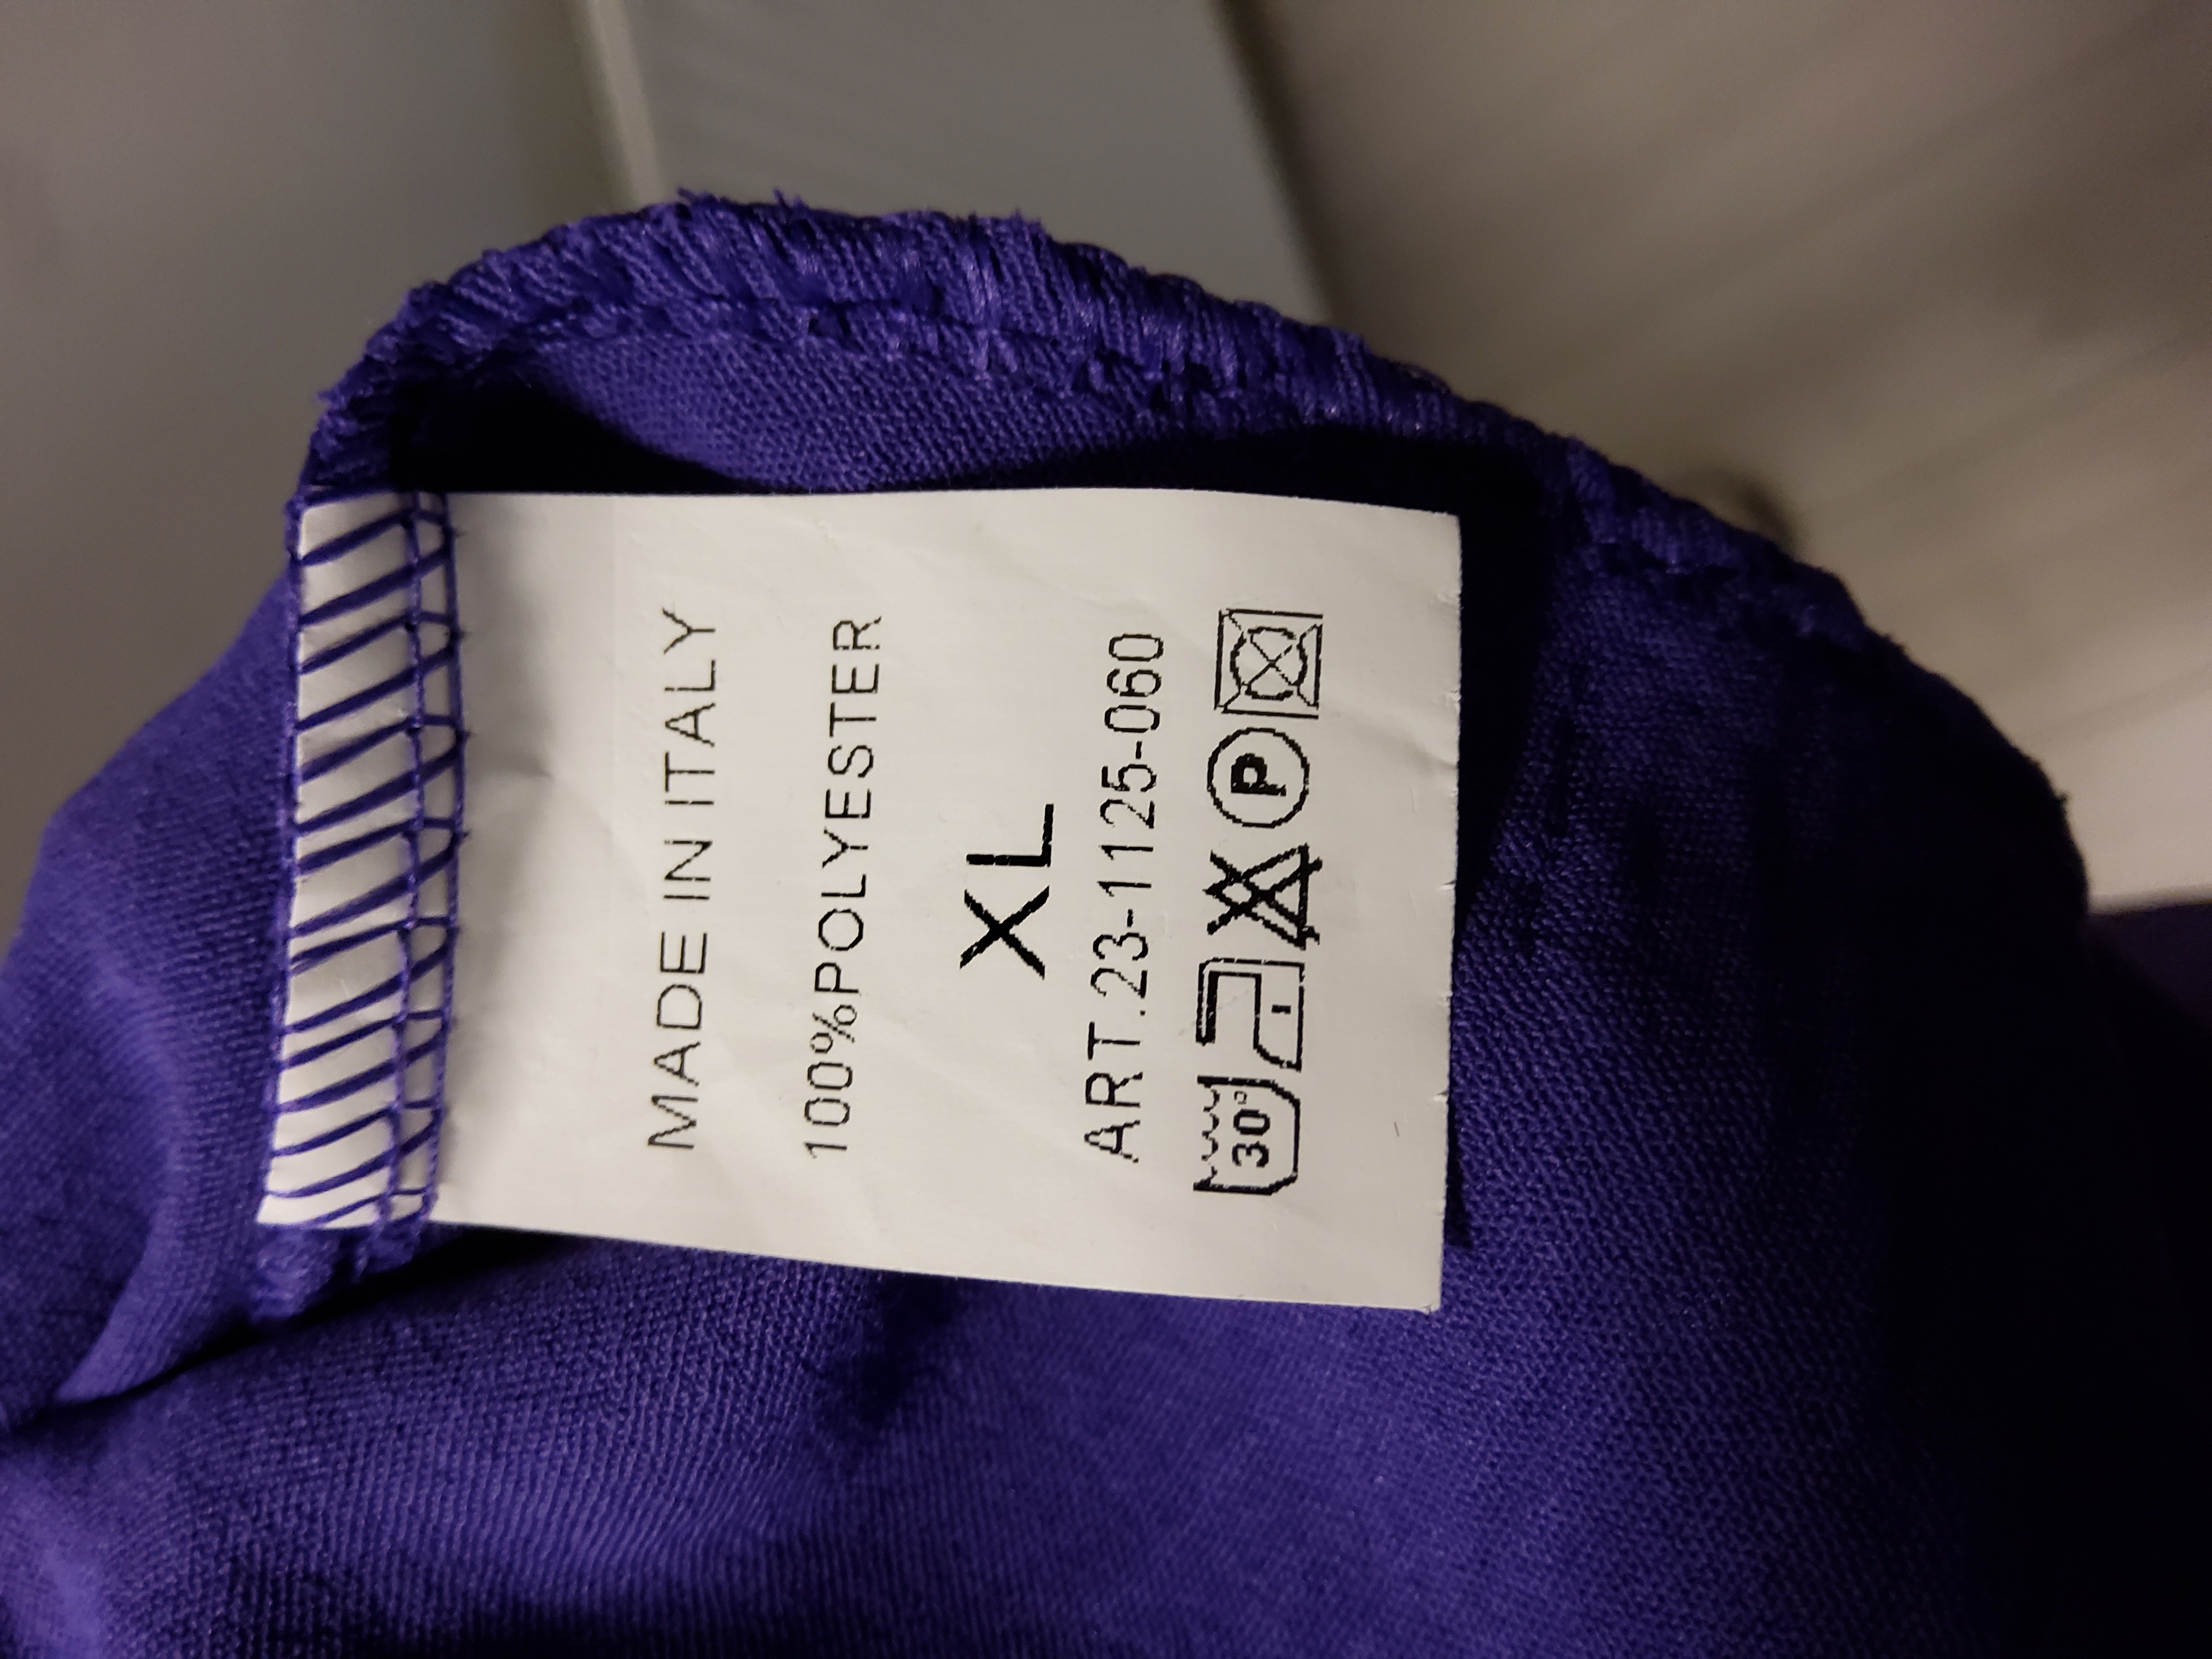 MADE IN ITALY
100%POLYESTER
XL
ART.23-1125-060
30° P